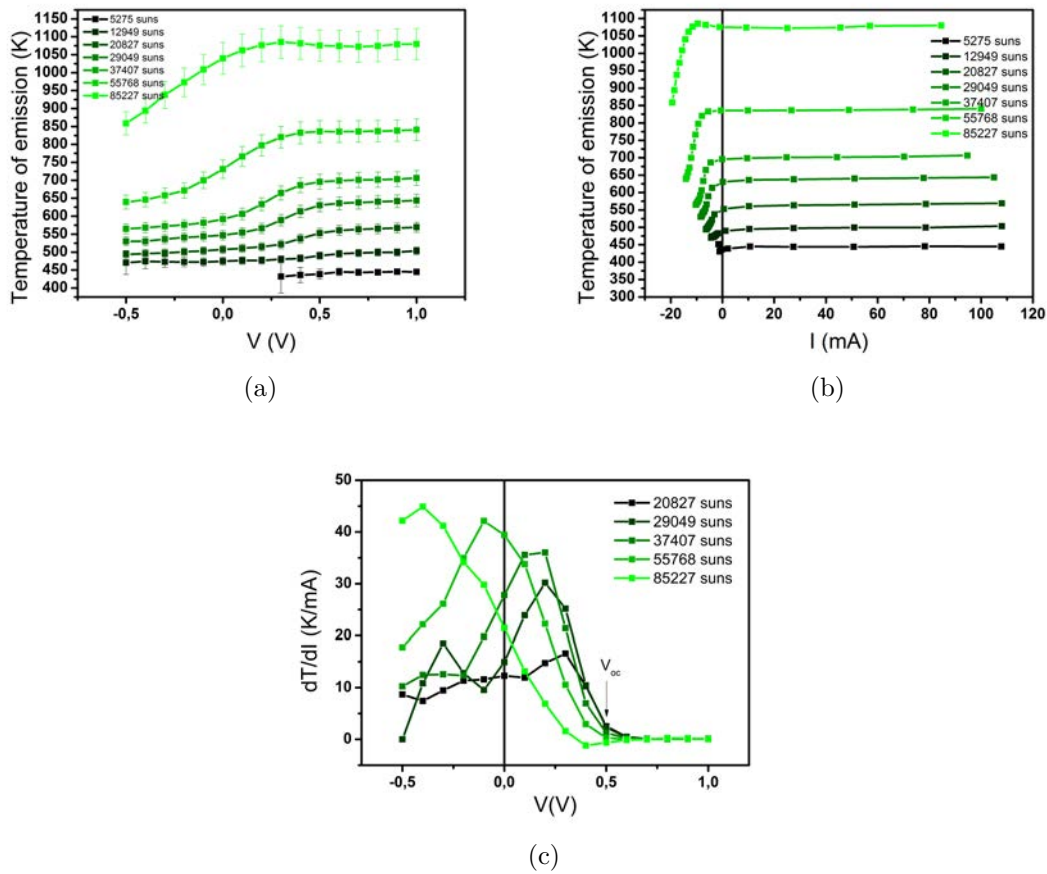 1150
1100
1050
1000
950
900
850
800
750
700
650
600
550
500
450
400
Temperature of emission (K)
5275 suns
12949 suns
20827 suns
29049 suns
37407 suns
55768 suns
85227 suns
-0,5
0,0
0,5
1,0
V (V)
(a)
1100
1050
1000
950
900
850
800
750
700
650
600
550
500
450
400
350
300
Temperature of emission (K)
5275 suns
12949 suns
20827 suns
29049 suns
37407 suns
55768 suns
85227 suns
-20
0
20
40
60
80
100
120
I (mA)
(b)
50
40
30
20
10
0
dT/dI (K/mA)
20827 suns
29049 suns
37407 suns
55768 suns
85227 suns
Voc
-0,5
0,0
0,5
1,0
V(V)
(c)